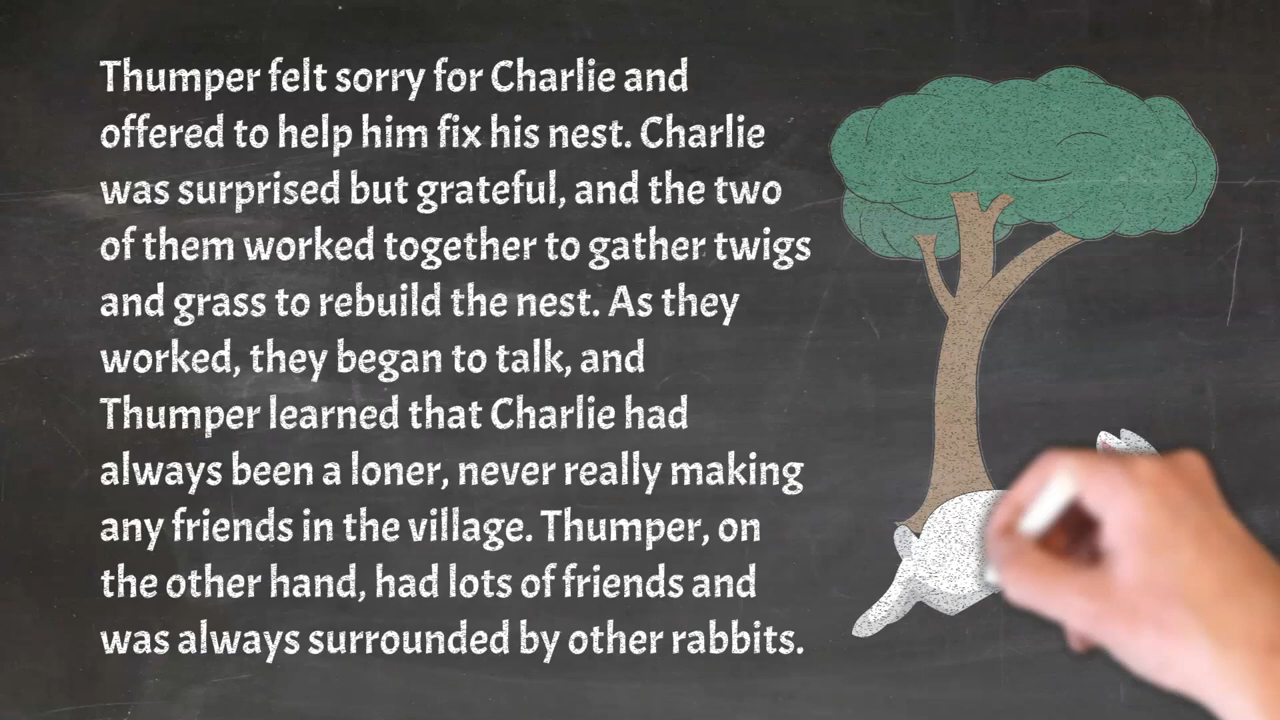 Thumper felt sorry for Charlie and
offered to help him fix his nest. Charlie
was surprised but grateful, and the two
of them worked together to gather twigs
and grass to rebuild the nest. As they
worked, they began to talk, and
Thumper learned that Charlie had
always been a loner, never really making
any friends in the village. Thumper, on
the other hand, had lots of friends and
was always surrounded by other rabbits.